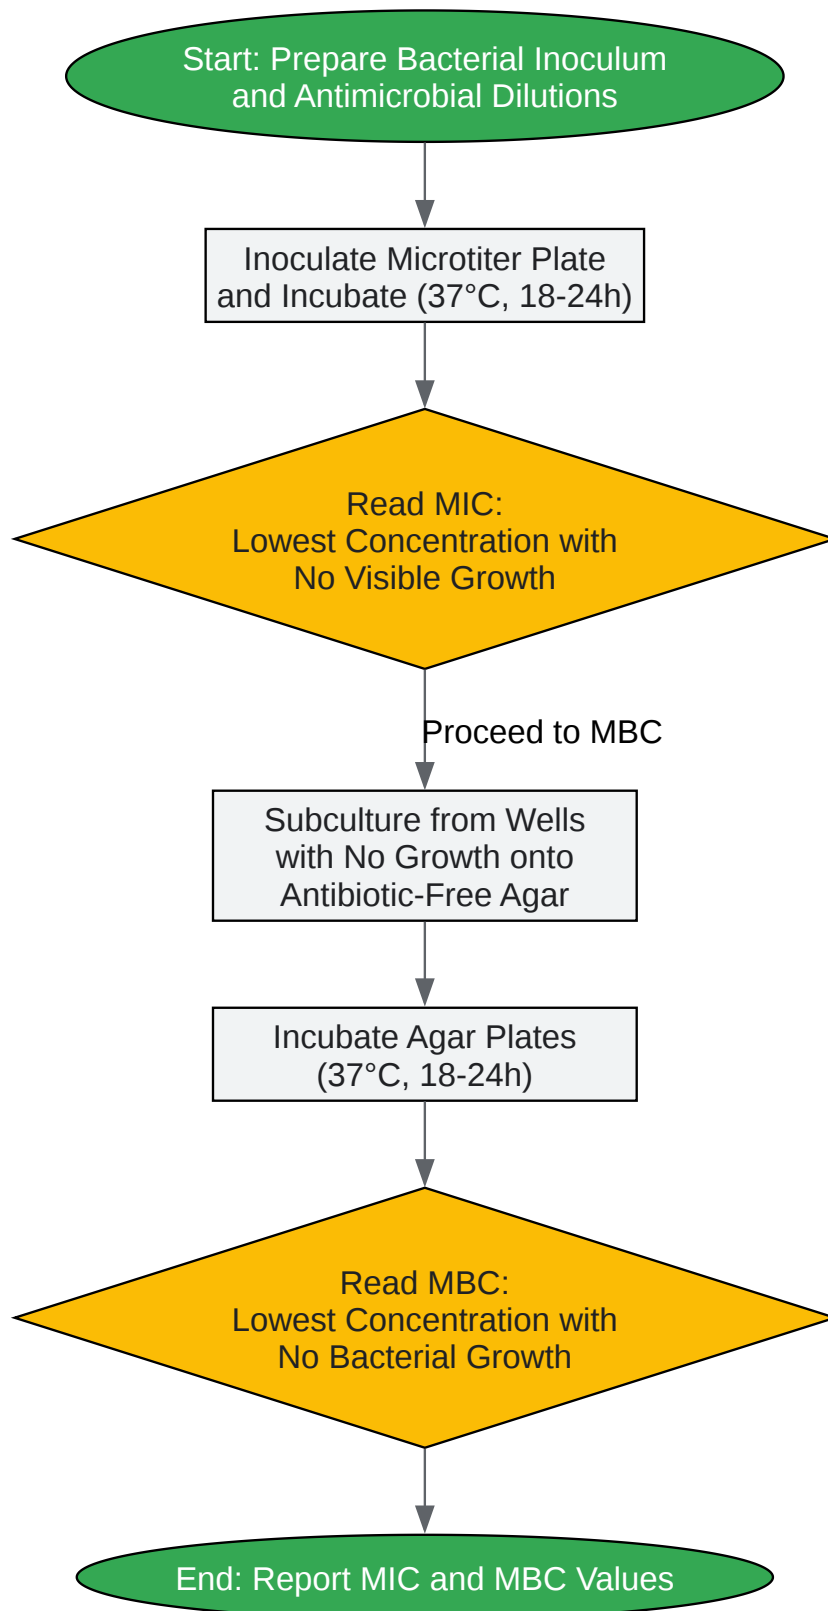 Start: Prepare Bacterial Inoculum
and Antimicrobial Dilutions
Inoculate Microtiter Plate
and Incubate (37°C, 18-24h)
Read MIC:
Lowest Concentration with
No Visible Growth
Proceed to MBC
Subculture from Wells
with No Growth onto
Antibiotic-Free Agar
Incubate Agar Plates
(37°C, 18-24h)
Read MBC:
Lowest Concentration with
No Bacterial Growth
End: Report MIC and MBC Values